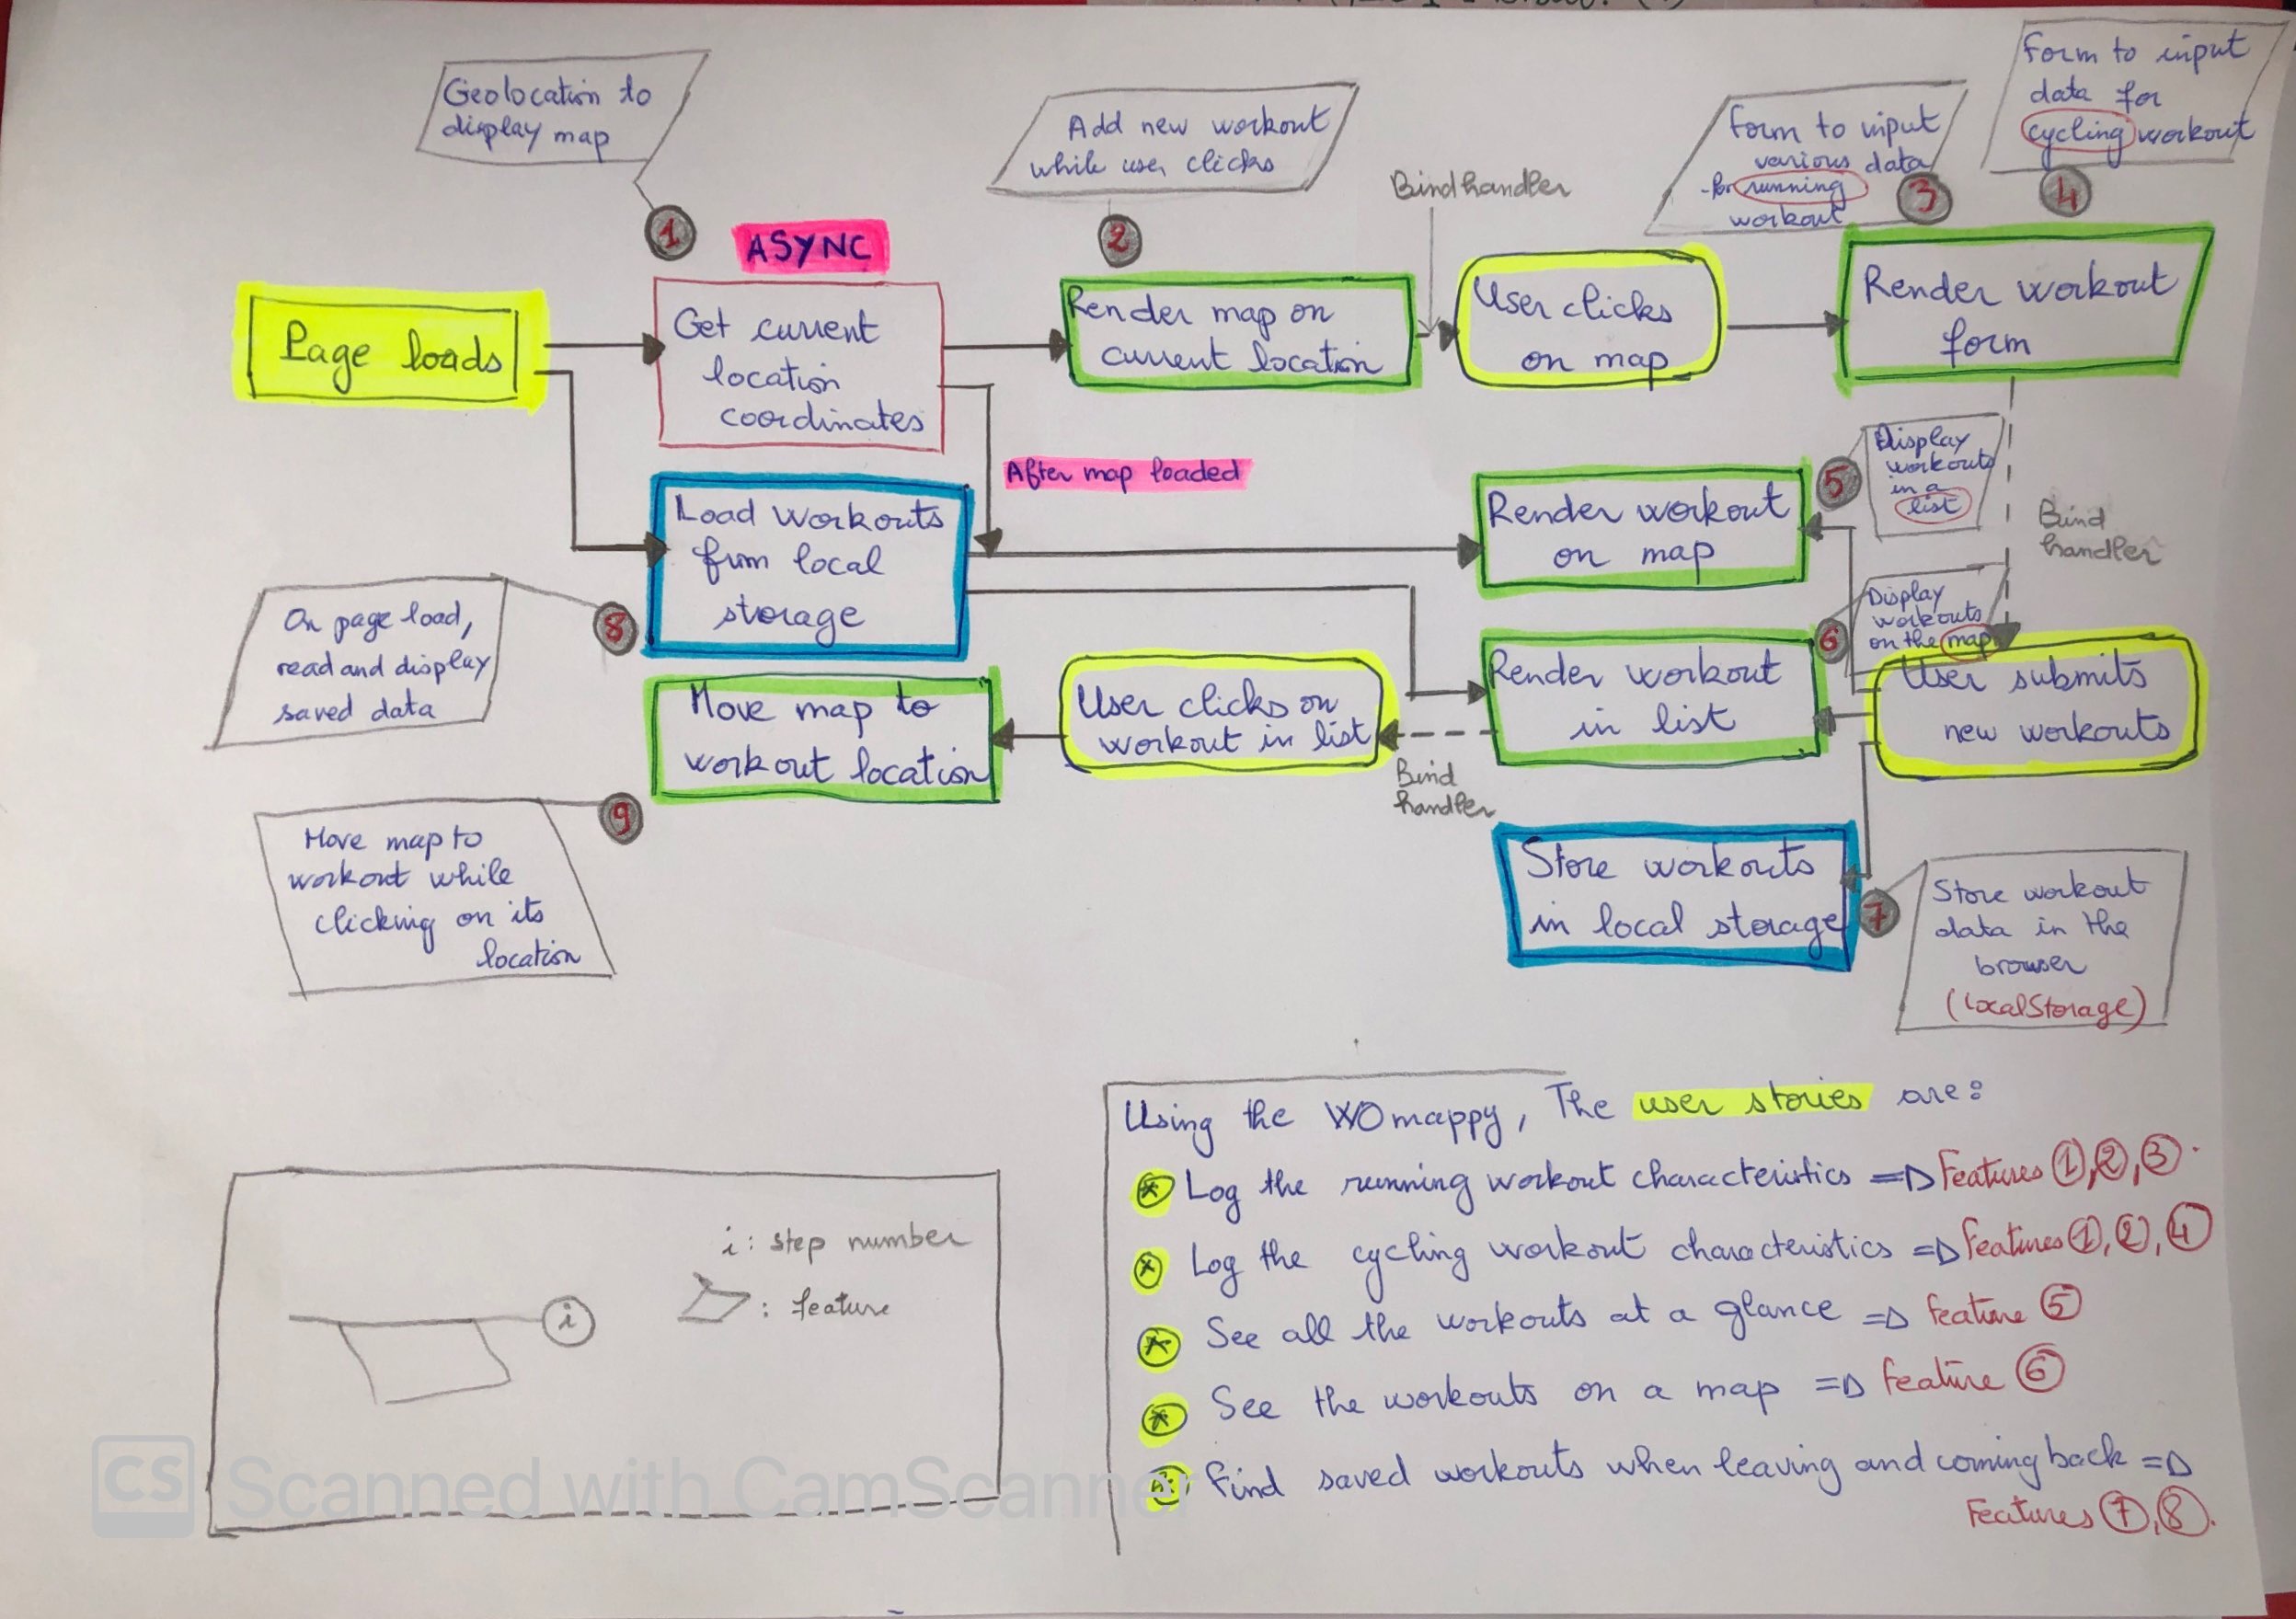 Geolocation to
display map
1
ASYNC
Add new workout
while user clicks
2
Bind handler
Form to input
various data
for running
workout
3
Form to input
data for
cycling workout
4
Page loads
Get current
location
coordinates
Render map on
current location
User clicks
on map
Render workout
form
After map loaded
Load workouts
from local
storage
Render workout
on map
5
Display
workouts
in a
list
Bind
handler
On page load,
read and display
saved data
8
Display
workouts
on the map
6
Move map to
workout location
User clicks on
workout in list
Render workout
in list
User submits
new workouts
Bind
handler
Move map to
workout while
clicking on its
location
9
Store workouts
in local storage
7
Store workout
data in the
browser
(LocalStorage)
i: step number
: feature
i
Using the WOmappy, The user stories are:
Log the running workout characteristics => Features 1, 2, 3.
Log the cycling workout characteristics => Features 1, 2, 4
See all the workouts at a glance => Feature 5
See the workouts on a map => Feature 6
Find saved workouts when leaving and coming back =>
Features 7, 8.
CS Scanned with CamScanner